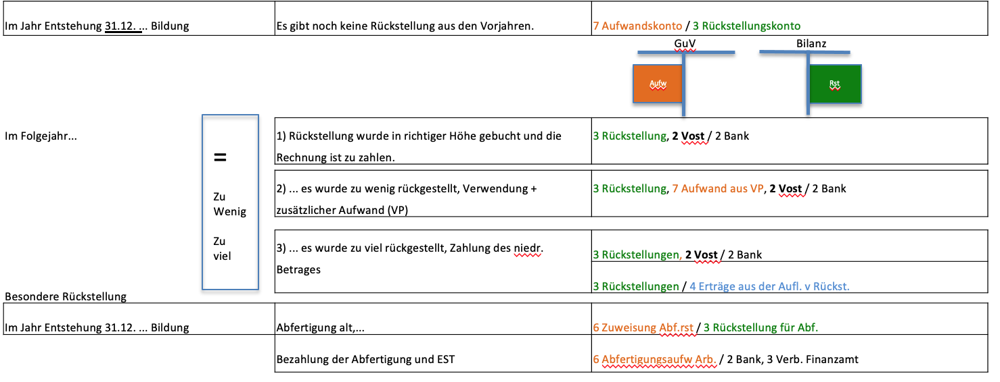 Im Jahr Entstehung 31.12. ... Bildung
Es gibt noch keine Rückstellung aus den Vorjahren.
7 Aufwandskonto / 3 Rückstellungskonto
GuV
Bilanz
Aufw
Rst
Im Folgejahr...
=
Zu
Wenig
Zu
viel
1) Rückstellung wurde in richtiger Höhe gebucht und die
Rechnung ist zu zahlen.
3 Rückstellung, 2 Vost / 2 Bank
2) ... es wurde zu wenig rückgestellt, Verwendung +
zusätzlicher Aufwand (VP)
3 Rückstellung, 7 Aufwand aus VP, 2 Vost / 2 Bank
3) ... es wurde zu viel rückgestellt, Zahlung des niedr.
Betrages
3 Rückstellungen, 2 Vost / 2 Bank
3 Rückstellungen / 4 Erträge aus der Aufl. v Rückst.
Besondere Rückstellung
Im Jahr Entstehung 31.12. ... Bildung
Abfertigung alt,...
6 Zuweisung Abf.rst / 3 Rückstellung für Abf.
Bezahlung der Abfertigung und EST
6 Abfertigungsaufw Arb. / 2 Bank, 3 Verb. Finanzamt